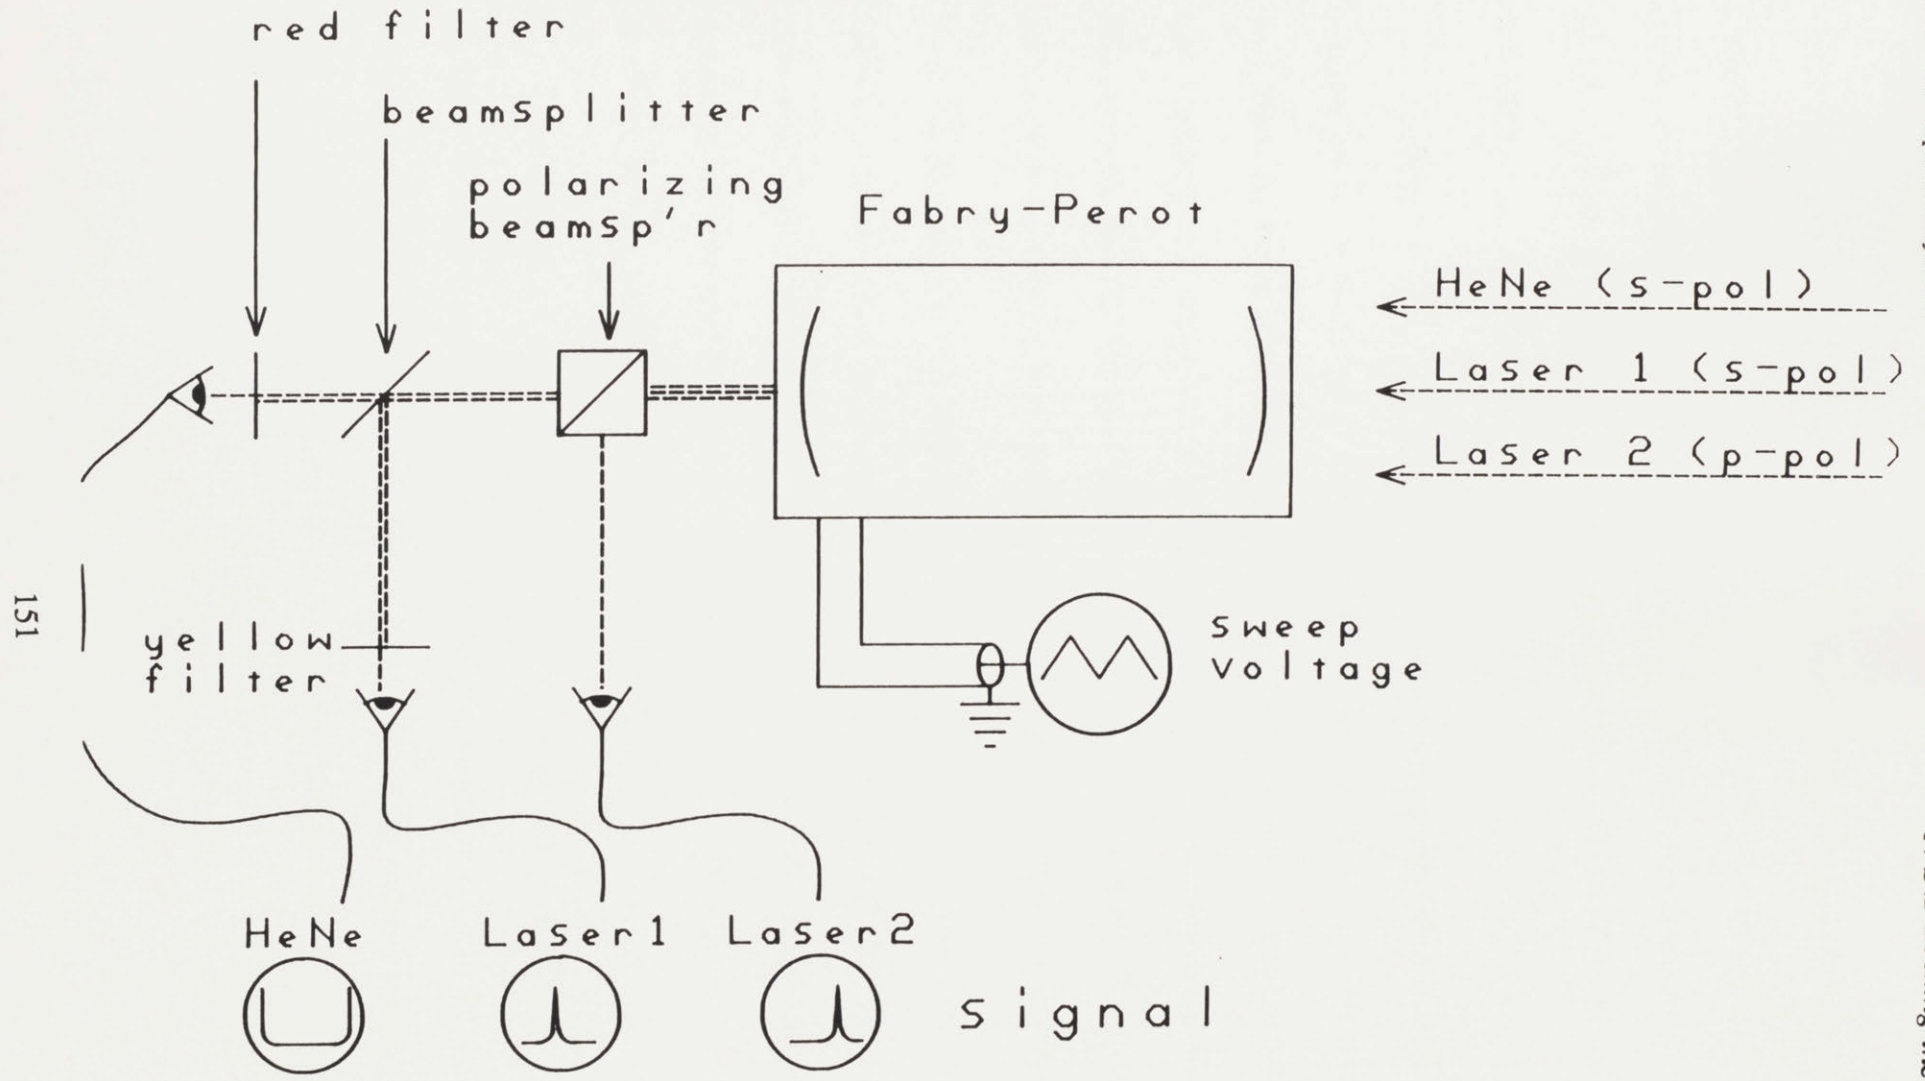 red filter
beamsplitter
polarizing
beamsp'r
Fabry-Perot
HeNe (s-pol)
Laser 1 (s-pol)
Laser 2 (p-pol)
151
yellow
filter
sweep
voltage
HeNe
Laser1
Laser2
signal